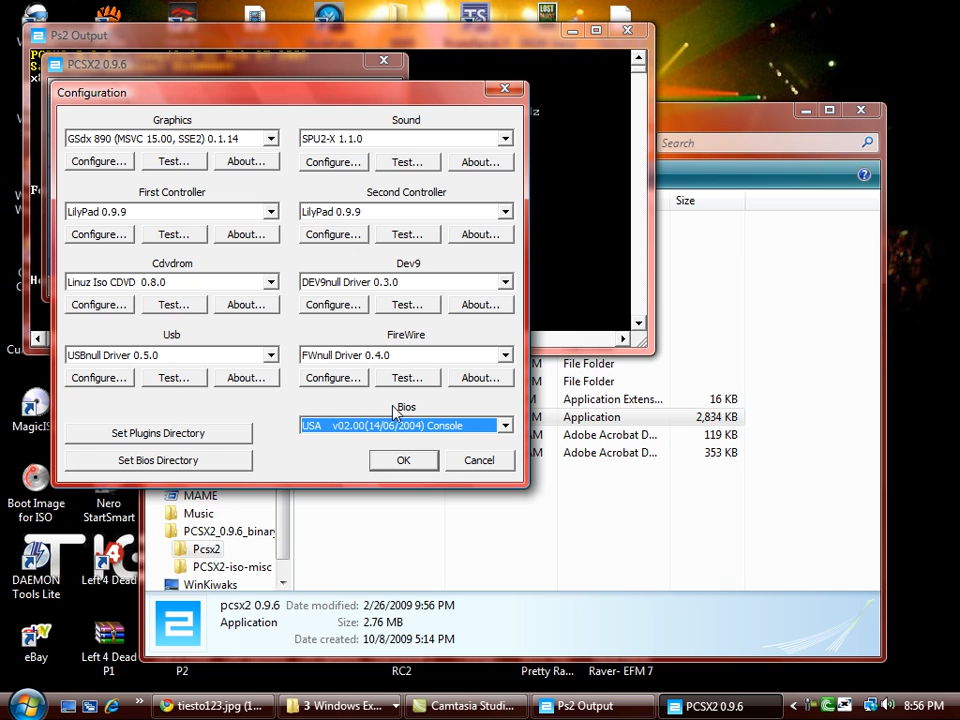 Ps2 Output
PCSX2 0.9.6
Configuration
Graphics
GSdx 890 (MSVC 15.00, SSE2) 0.1.14
Configure... Test... About...
Sound
SPU2-X 1.1.0
Configure... Test... About...
First Controller
LilyPad 0.9.9
Configure... Test... About...
Second Controller
LilyPad 0.9.9
Configure... Test... About...
Cdvdrom
Linuz Iso CDVD 0.8.0
Configure... Test... About...
Dev9
DEV9null Driver 0.3.0
Configure... Test... About...
Usb
USBnull Driver 0.5.0
Configure... Test... About...
FireWire
FWnull Driver 0.4.0
Configure... Test... About...
Bios
USA v02.00(14/06/2004) Console
Set Plugins Directory
Set Bios Directory
OK Cancel
Search
Size
File Folder
File Folder
Application Extens... 16 KB
Application 2,834 KB
Adobe Acrobat D... 119 KB
Adobe Acrobat D... 353 KB
MAME
Music
PCSX2_0.9.6_binary
Pcsx2
PCSX2-iso-misc
WinKiwaks
pcsx2 0.9.6 Date modified: 2/26/2009 9:56 PM
Application Size: 2.76 MB
Date created: 10/8/2009 5:14 PM
MagicIS
Boot Image for ISO
Nero StartSmart
DAEMON Tools Lite
Left 4 Dead
eBay
Left 4 Dead P1
P2
RC2
Pretty Ra...
Raver- EFM 7
tiesto123.jpg (1...
3 Windows Ex...
Camtasia Studi...
Ps2 Output
PCSX2 0.9.6
8:56 PM